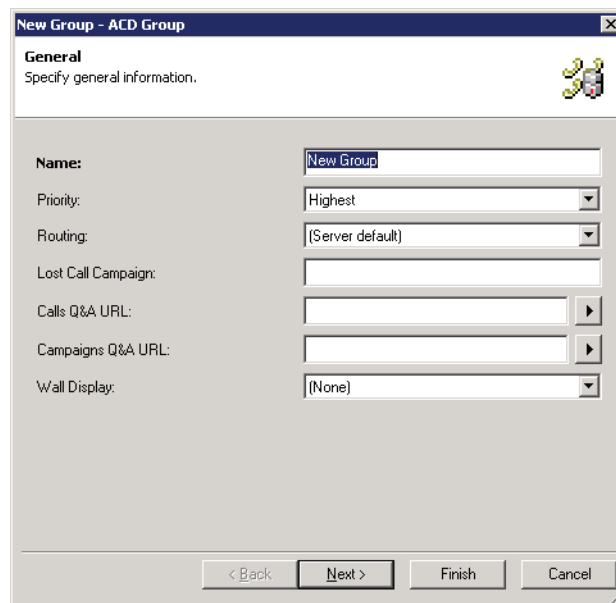 New Group - ACD Group
General
Specify general information.
Name: New Group
Priority: Highest
Routing: (Server default)
Lost Call Campaign:
Calls Q&A URL:
Campaigns Q&A URL:
Wall Display: (None)
< Back Next > Finish Cancel